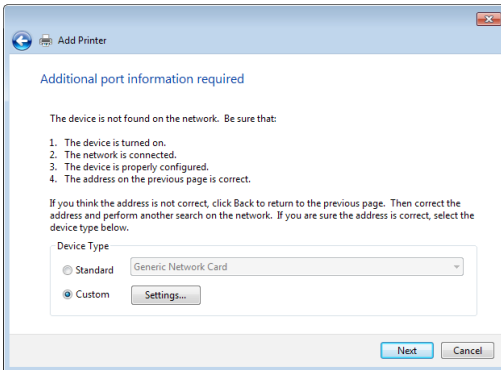 Add Printer
Additional port information required
The device is not found on the network. Be sure that:
1. The device is turned on.
2. The network is connected.
3. The device is properly configured.
4. The address on the previous page is correct.
If you think the address is not correct, click Back to return to the previous page. Then correct the
address and perform another search on the network. If you are sure the address is correct, select the
device type below.
Device Type
Standard Generic Network Card
Custom Settings...
Next Cancel